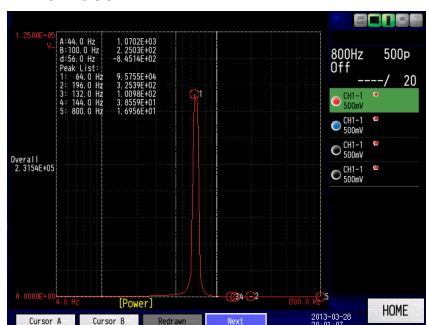 1.2500E+05
V_
A:44.0 Hz 1.0702E+03
B:100.0 Hz 2.2503E+02
d:56.0 Hz -8.4514E+02
Peak List:
1: 64.0 Hz 9.5755E+04
2: 196.0 Hz 3.2539E+02
3: 132.0 Hz 1.0098E+02
4: 144.0 Hz 3.8559E+01
5: 800.0 Hz 1.6956E+01
1
Overall
2.3154E+05
0.0000E+00
4.0 Hz
[Power]
34 2
800.0 Hz
5
800Hz 500p
Off
----/ 20
CH1-1
500mV
CH1-1
500mV
CH1-1
500mV
CH1-1
500mV
Cursor A
Cursor B
Redrawn
Next
2013-03-28
HOME